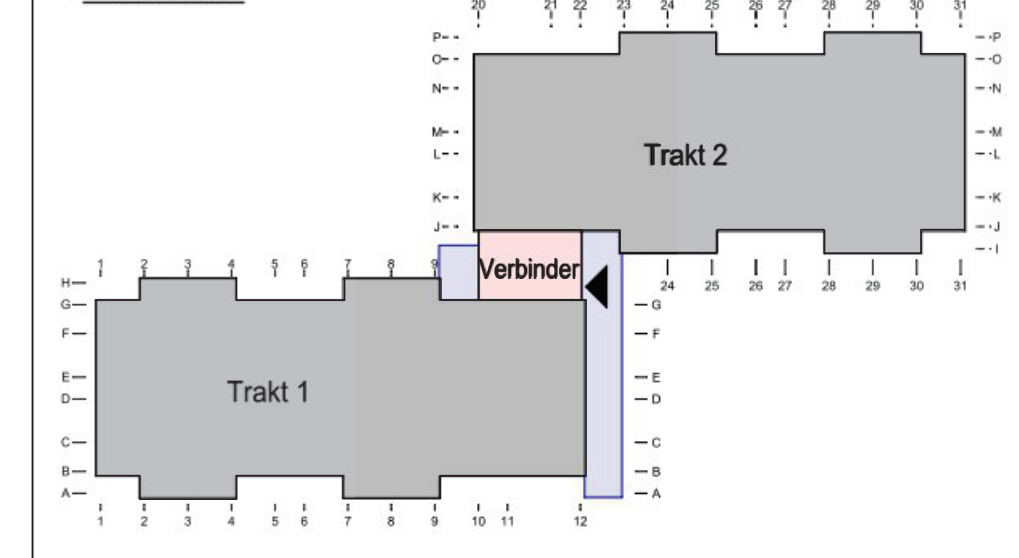 20 21 22 23 24 25 26 27 28 29 30 31
P P
O O
N N
M M
L L
Trakt 2
K K
J J
I
1 2 3 4 5 6 7 8 9
Verbinder
H
24 25 26 27 28 29 30 31
G G
F F
E E
Trakt 1
D D
C C
B B
A A
1 2 3 4 5 6 7 8 9 10 11 12